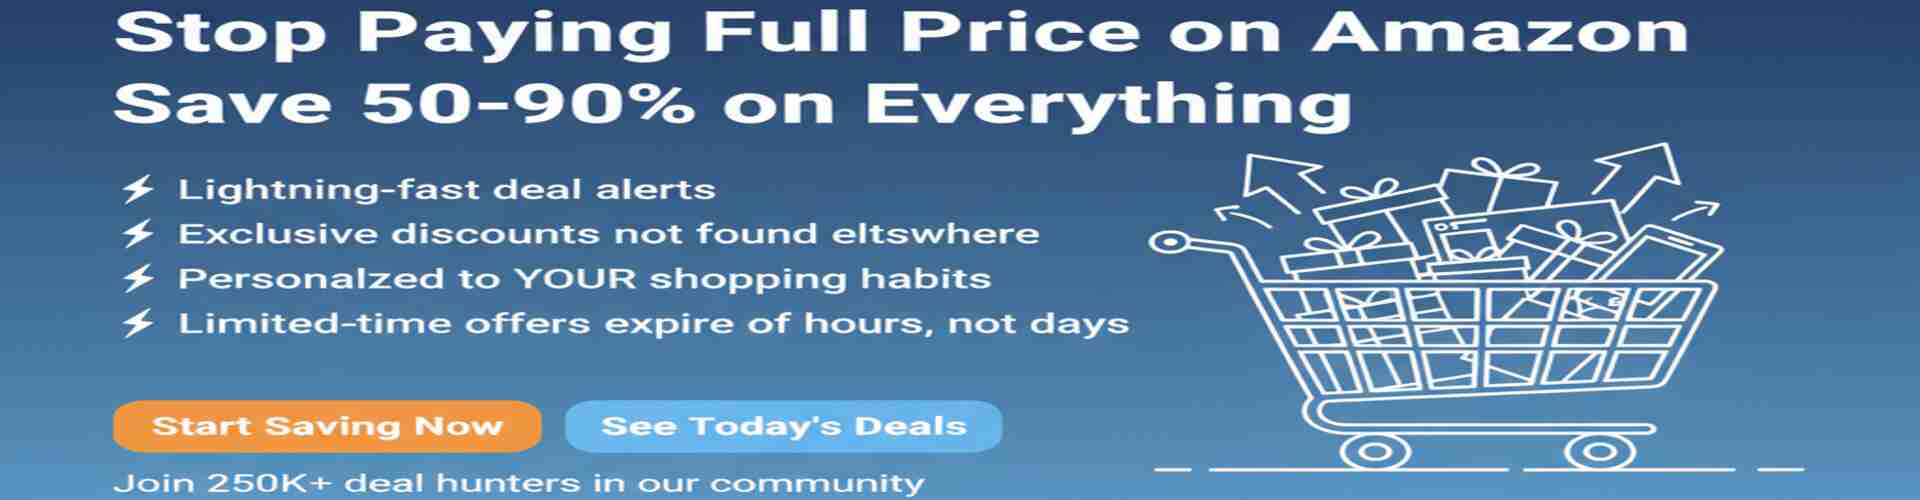 Stop Paying Full Price on Amazon
Save 50-90% on Everything
Lightning-fast deal alerts
Exclusive discounts not found eltswhere
Personalzed to YOUR shopping habits
Limited-time offers expire of hours, not days
Start Saving Now
See Today's Deals
Join 250K+ deal hunters in our community